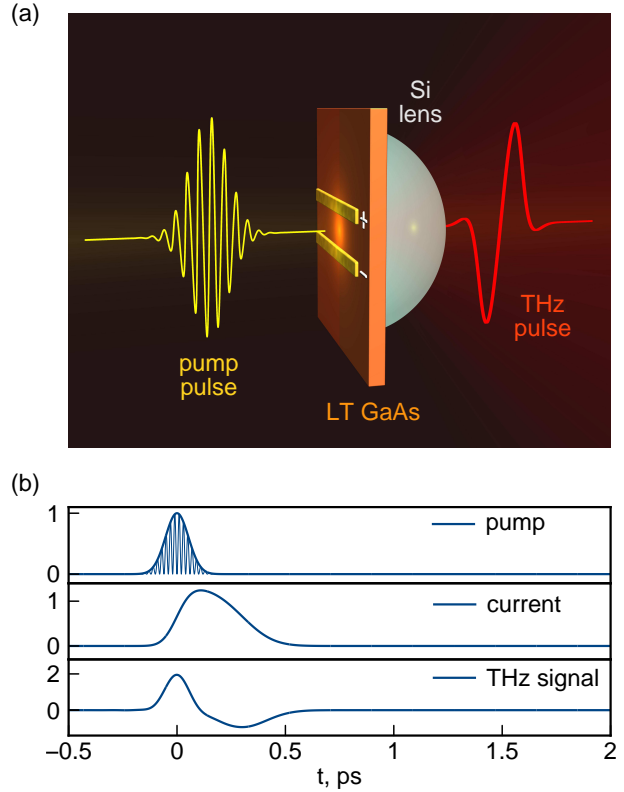 (a)
Si
lens
+
-
pump
pulse
THz
pulse
LT GaAs
(b)
1
0
pump
1
0
current
2
0
THz signal
–0.5
0
0.5
1
1.5
2
t, ps